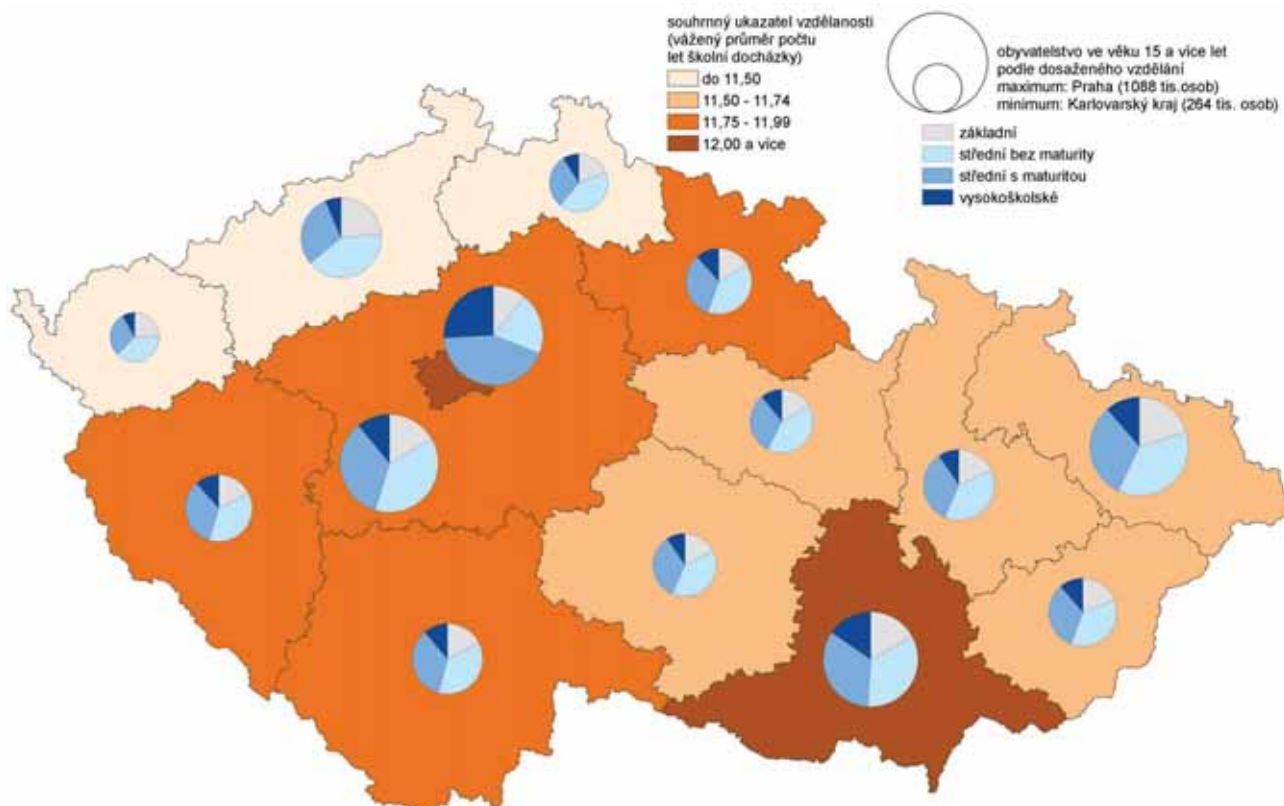 souhrnný ukazatel vzdělanosti
(vážený průměr počtu
let školní docházky)
do 11,50
11,50 - 11,74
11,75 - 11,99
12,00 a více
obyvatelstvo ve věku 15 a více let
podle dosaženého vzdělání
maximum: Praha (1088 tis.osob)
minimum: Karlovarský kraj (264 tis. osob)
základní
střední bez maturity
střední s maturitou
vysokoškolské